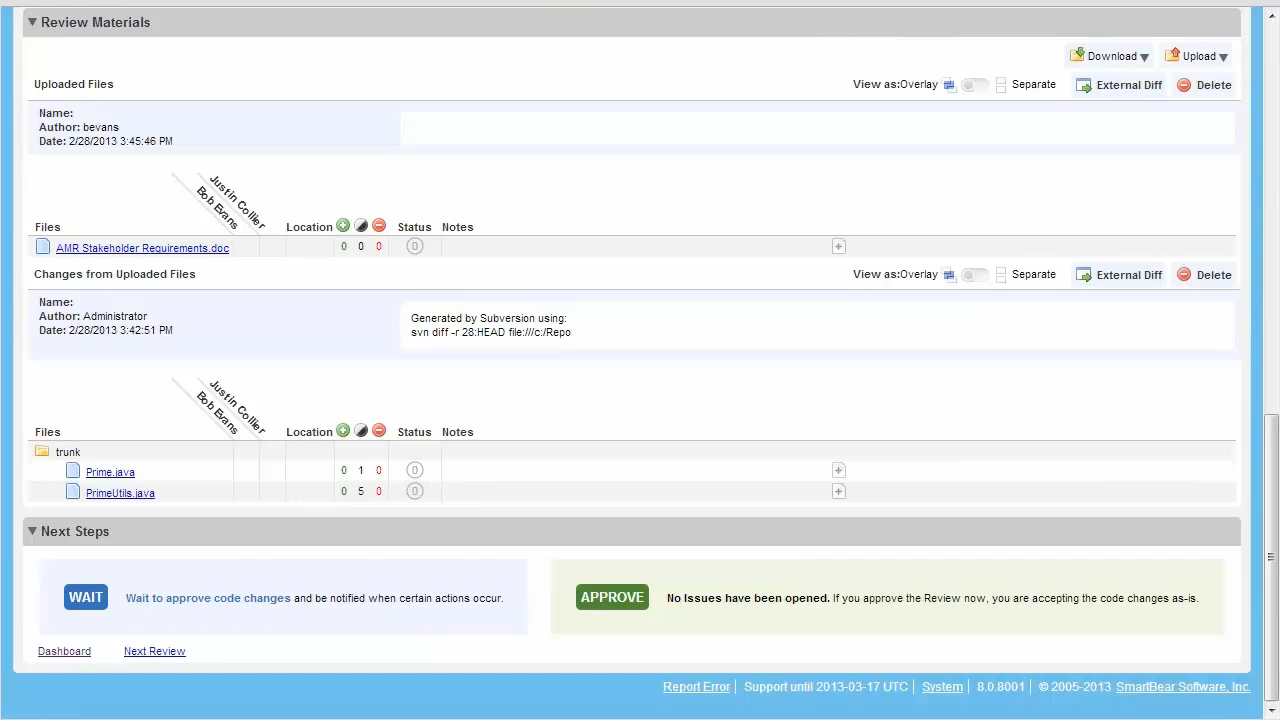 Review Materials
Download Upload
Uploaded Files View as:Overlay Separate External Diff Delete
Name:
Author: bevans
Date: 2/28/2013 3:45:46 PM
Justin Collier
Bob Evans
Files Location Status Notes
AMR Stakeholder Requirements.doc 0 0 0 0
Changes from Uploaded Files View as:Overlay Separate External Diff Delete
Name:
Author: Administrator
Date: 2/28/2013 3:42:51 PM
Generated by Subversion using:
svn diff -r 28:HEAD file:///c:/Repo
Justin Collier
Bob Evans
Files Location Status Notes
trunk
Prime.java 0 1 0 0
PrimeUtils.java 0 5 0 0
Next Steps
WAIT Wait to approve code changes and be notified when certain actions occur.
APPROVE No Issues have been opened. If you approve the Review now, you are accepting the code changes as-is.
Dashboard Next Review
Report Error Support until 2013-03-17 UTC System 8.0.8001 © 2005-2013 SmartBear Software, Inc.